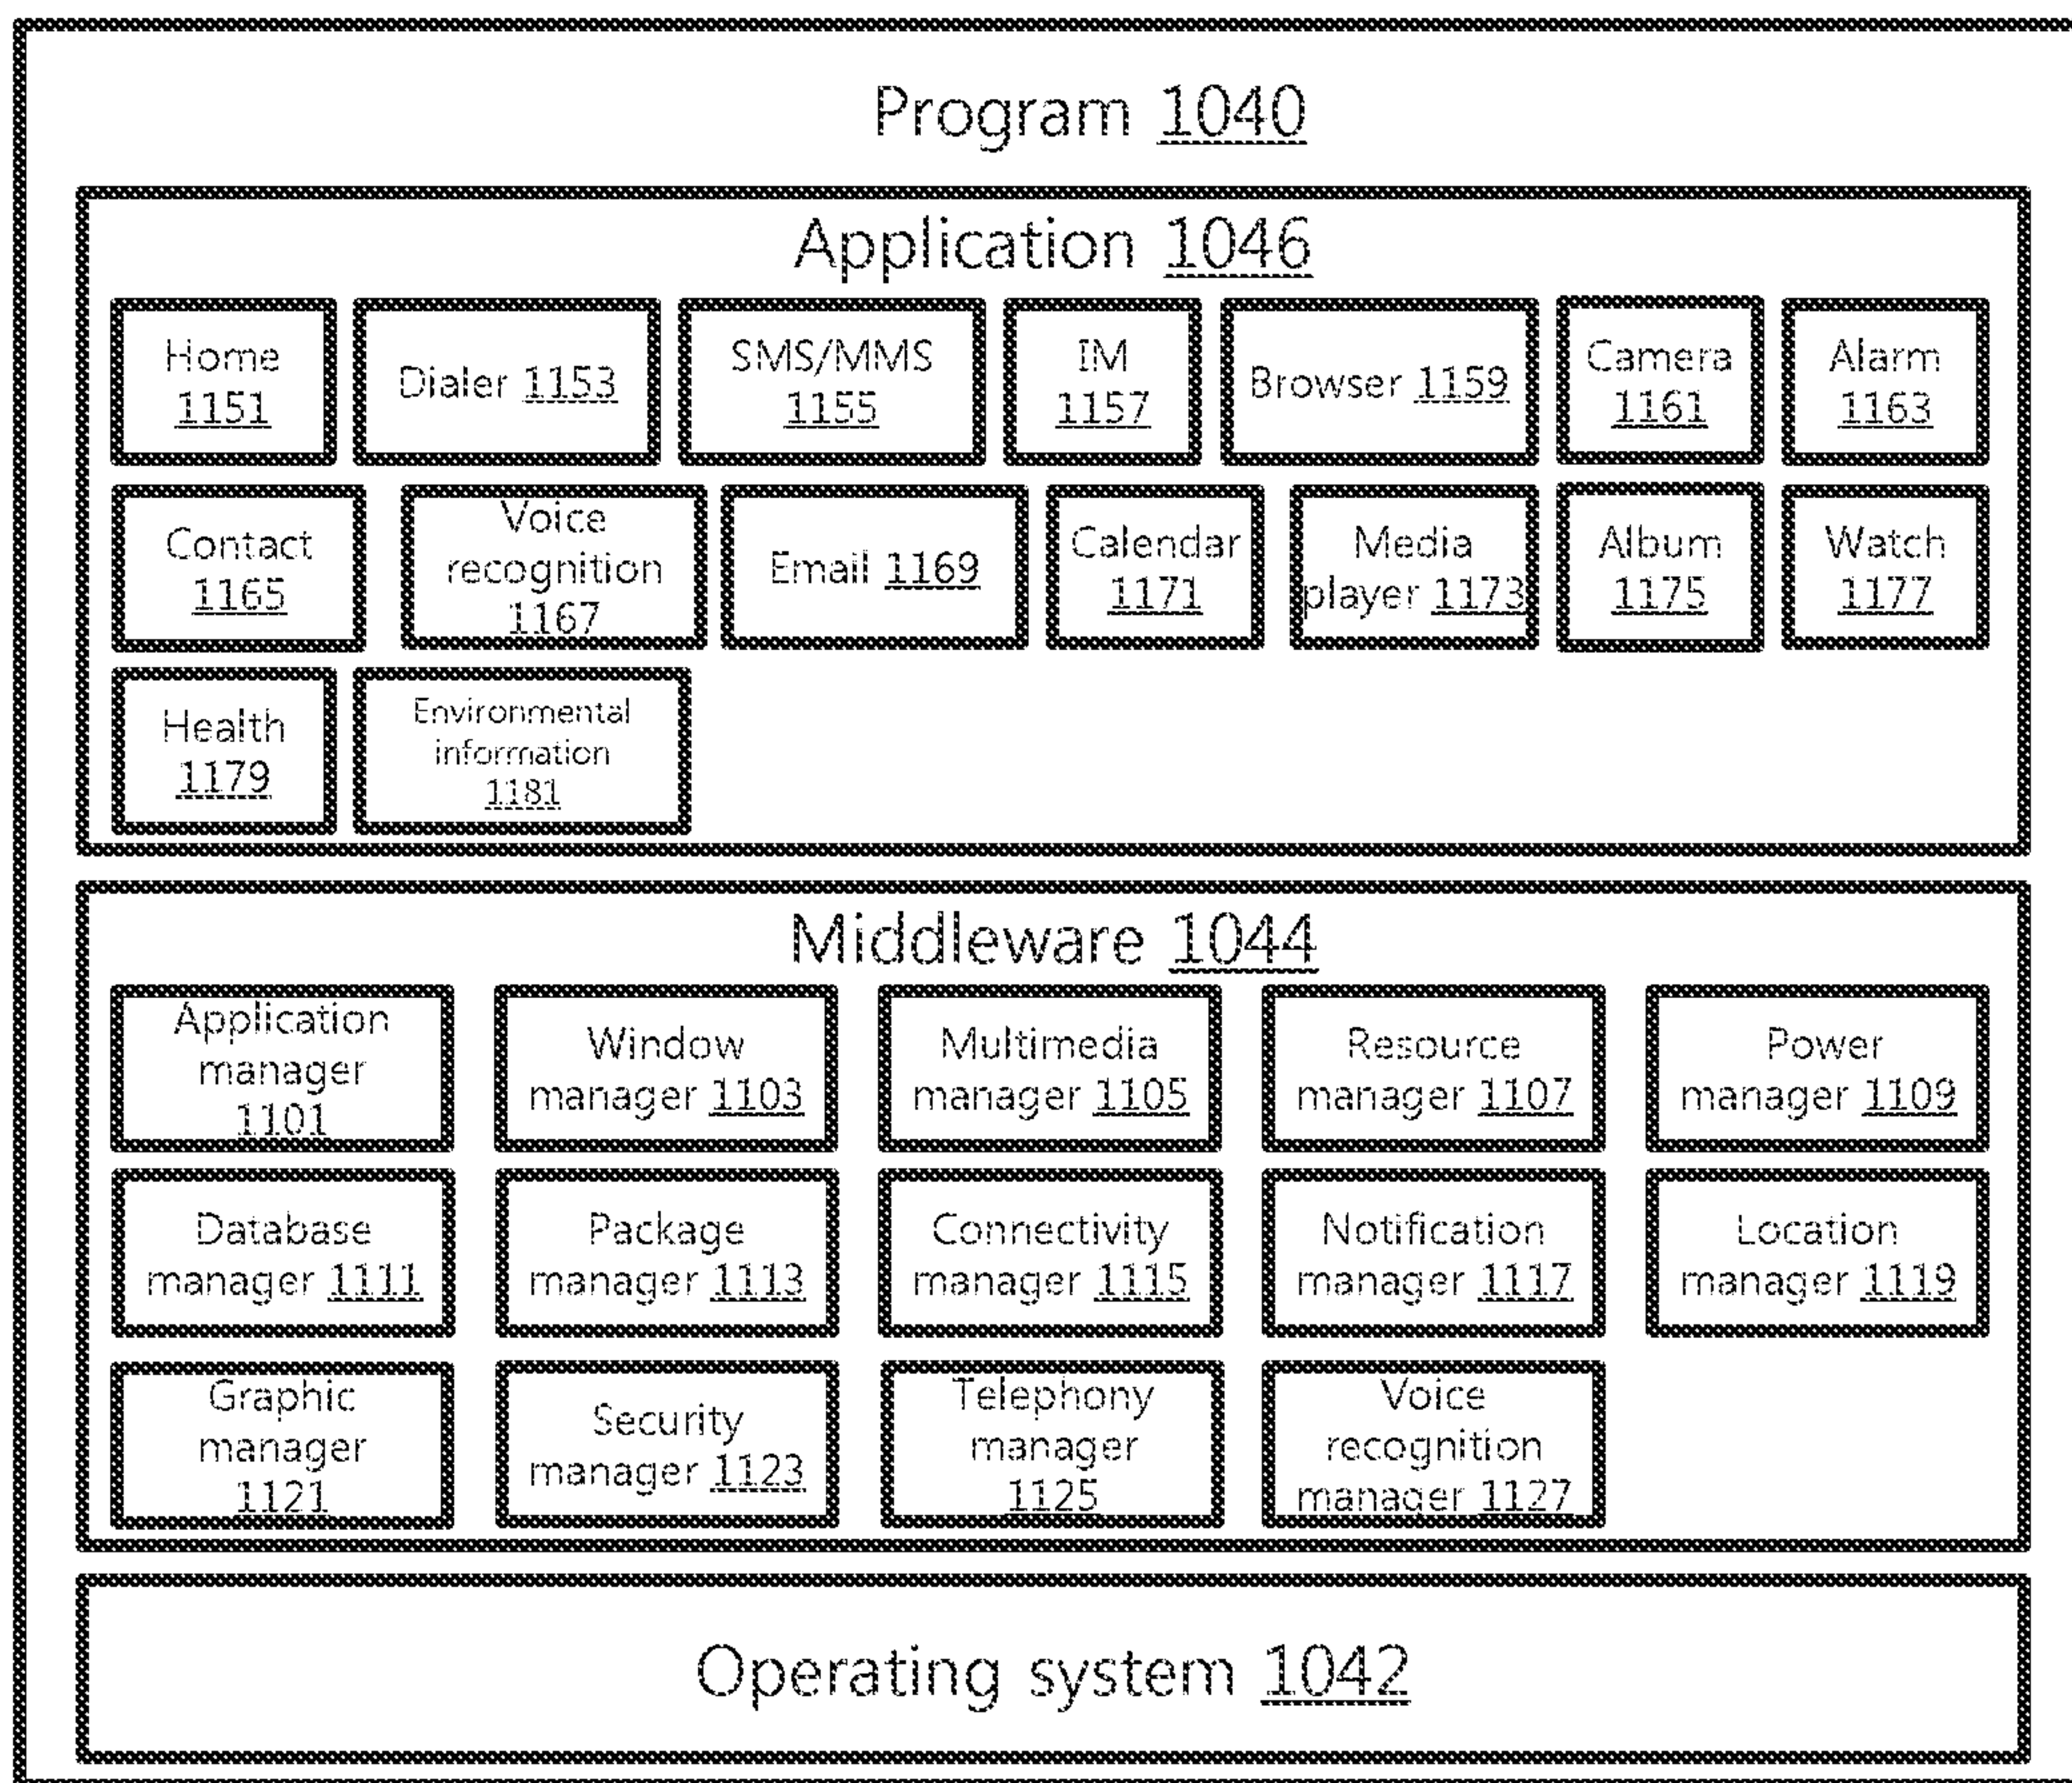 Program 1040
Application 1046
Home
1151
Dialer 1153
SMS/MMS
1155
IM
1157
Browser 1159
Camera
1161
Alarm
1163
Contact
1165
Voice
recognition
1167
Email 1169
Calendar
1171
Media
player 1173
Album
1175
Watch
1177
Health
1179
Environmental
information
1181
Middleware 1044
Application
manager
1101
Window
manager 1103
Multimedia
manager 1105
Resource
manager 1107
Power
manager 1109
Database
manager 1111
Package
manager 1113
Connectivity
manager 1115
Notification
manager 1117
Location
manager 1119
Graphic
manager
1121
Security
manager 1123
Telephony
manager
1125
Voice
recognition
manager 1127
Operating system 1042